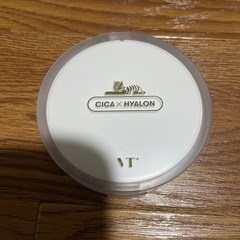 CICA × HYALON
VT